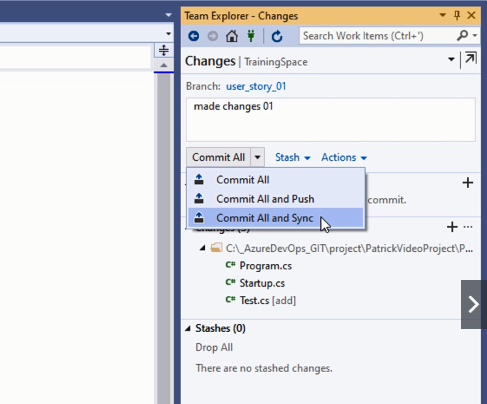 Team Explorer - Changes
Search Work Items (Ctrl+')
Changes | TrainingSpace
Branch: user_story_01
made changes 01
Commit All Stash Actions
Commit All
Commit All and Push
commit.
Commit All and Sync
Changes (3)
C:\_AzureDevOps_GIT\project\PatrickVideoProject\P...
C# Program.cs
C# Startup.cs
C# Test.cs [add]
Stashes (0)
Drop All
There are no stashed changes.